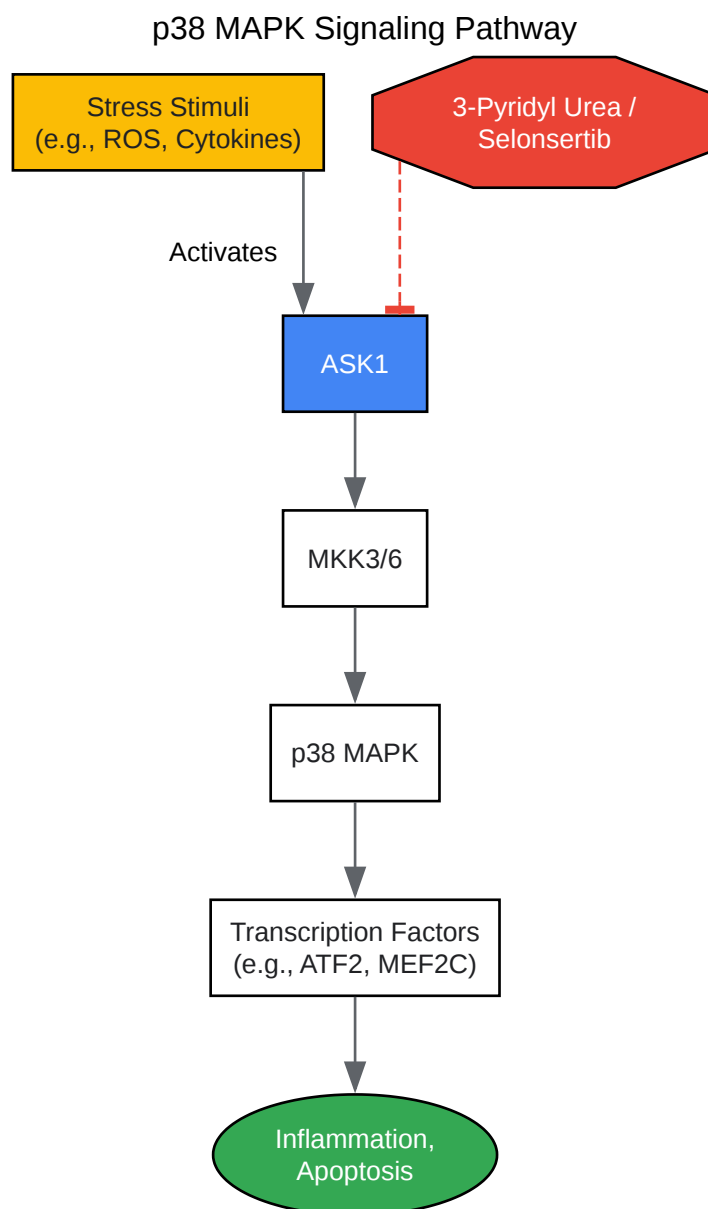 p38 MAPK Signaling Pathway
Stress Stimuli
(e.g., ROS, Cytokines)
3-Pyridyl Urea /
Selonsertib
Activates
ASK1
MKK3/6
p38 MAPK
Transcription Factors
(e.g., ATF2, MEF2C)
Inflammation,
Apoptosis